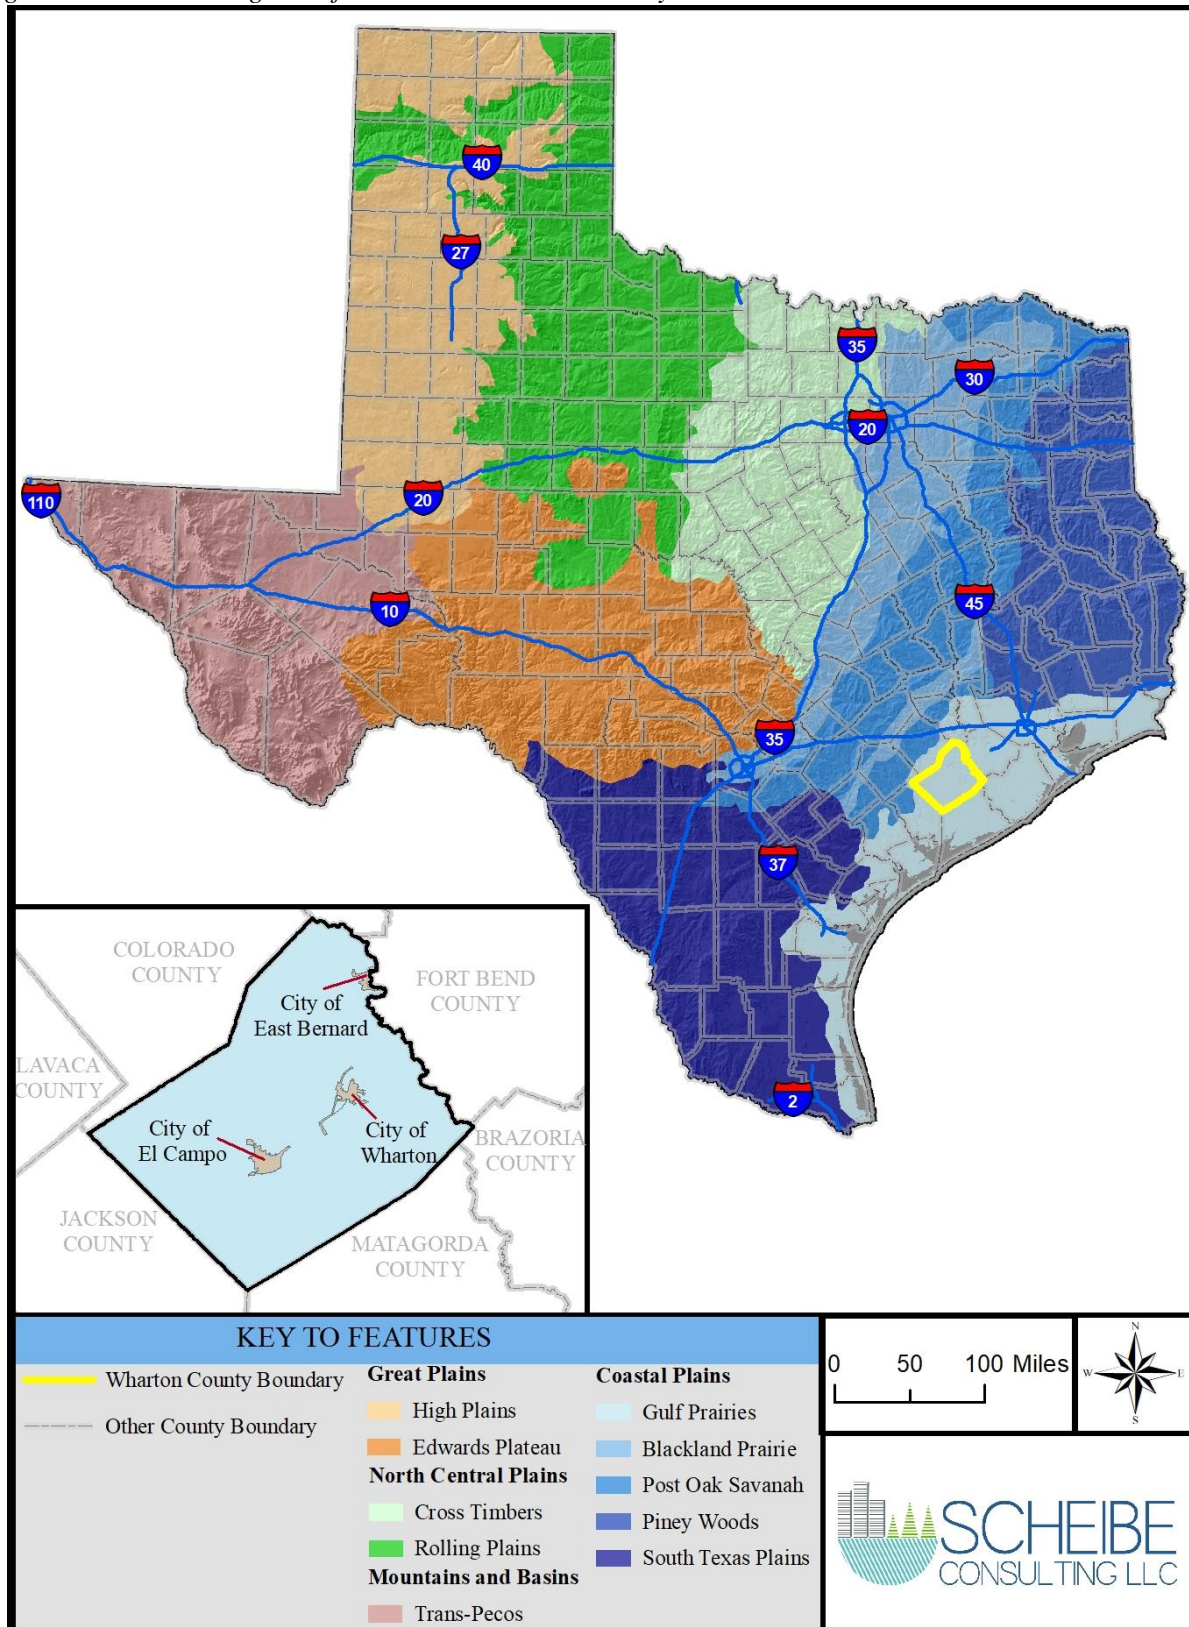 40
27
35
30
20
110
20
10
45
35
37
2
COLORADO
COUNTY
FORT BEND
COUNTY
City of
East Bernard
LAVACA
COUNTY
City of
El Campo
City of
Wharton
BRAZORIA
COUNTY
JACKSON
COUNTY
MATAGORDA
COUNTY
KEY TO FEATURES
Wharton County Boundary
Other County Boundary
Great Plains
High Plains
Edwards Plateau
North Central Plains
Cross Timbers
Rolling Plains
Mountains and Basins
Trans-Pecos
Coastal Plains
Gulf Prairies
Blackland Prairie
Post Oak Savanah
Piney Woods
South Texas Plains
0 50 100 Miles
N
W E
S
SCHEIBE
CONSULTING LLC